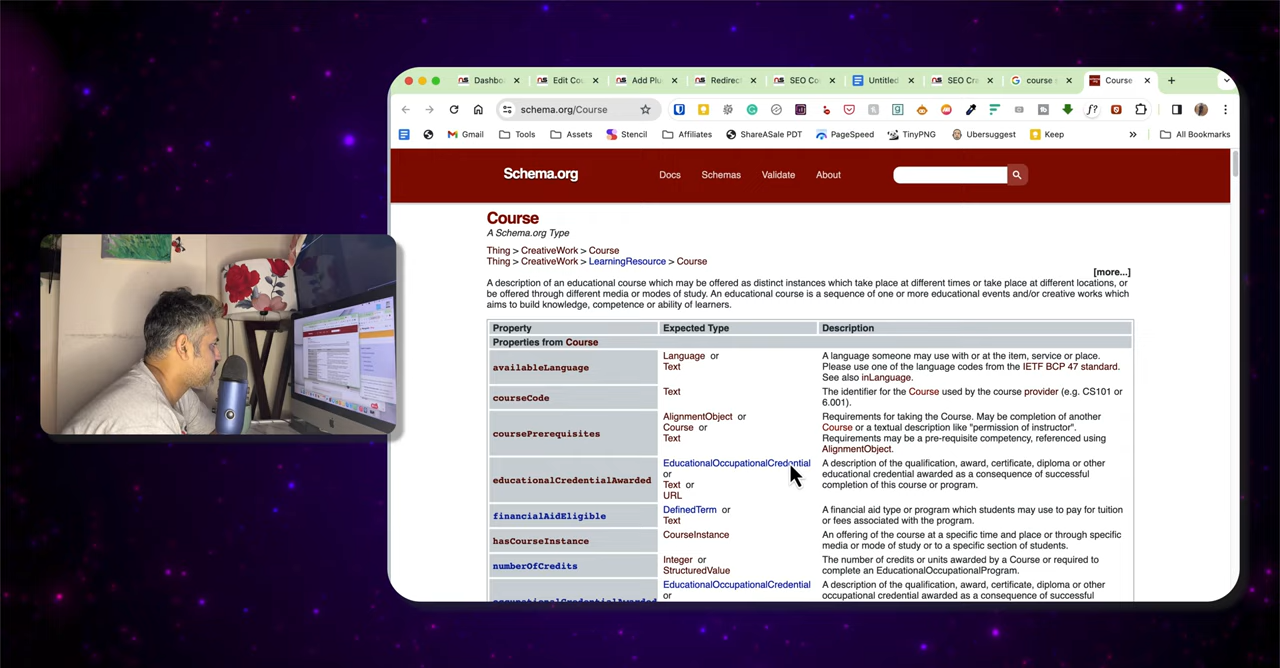 Dashbo
Edit Cou
Add Plu
Redirec
SEO Co
Untitled
SEO Cra
course s
Course
schema.org/Course
Gmail
Tools
Assets
Stencil
Affiliates
ShareASale PDT
PageSpeed
TinyPNG
Ubersuggest
Keep
All Bookmarks
Schema.org
Docs
Schemas
Validate
About
Course
A Schema.org Type
Thing > CreativeWork > Course
Thing > CreativeWork > LearningResource > Course
[more...]
A description of an educational course which may be offered as distinct instances which take place at different times or take place at different locations, or
be offered through different media or modes of study. An educational course is a sequence of one or more educational events and/or creative works which
aims to build knowledge, competence or ability of learners.
Property Expected Type Description
Properties from Course
availableLanguage
Language or
Text
A language someone may use with or at the item, service or place.
Please use one of the language codes from the IETF BCP 47 standard.
See also inLanguage.
courseCode
Text
The identifier for the Course used by the course provider (e.g. CS101 or
6.001).
coursePrerequisites
AlignmentObject or
Course or
Text
Requirements for taking the Course. May be completion of another
Course or a textual description like "permission of instructor".
Requirements may be a pre-requisite competency, referenced using
AlignmentObject.
educationalCredentialAwarded
EducationalOccupationalCredential
or
Text or
URL
A description of the qualification, award, certificate, diploma or other
educational credential awarded as a consequence of successful
completion of this course or program.
financialAidEligible
DefinedTerm or
Text
A financial aid type or program which students may use to pay for tuition
or fees associated with the program.
hasCourseInstance
CourseInstance
An offering of the course at a specific time and place or through specific
media or mode of study or to a specific section of students.
numberOfCredits
Integer or
StructuredValue
The number of credits or units awarded by a Course or required to
complete an EducationalOccupationalProgram.
occupationalCredentialAwarded
EducationalOccupationalCredential
or
A description of the qualification, award, certificate, diploma or other
occupational credential awarded as a consequence of successful